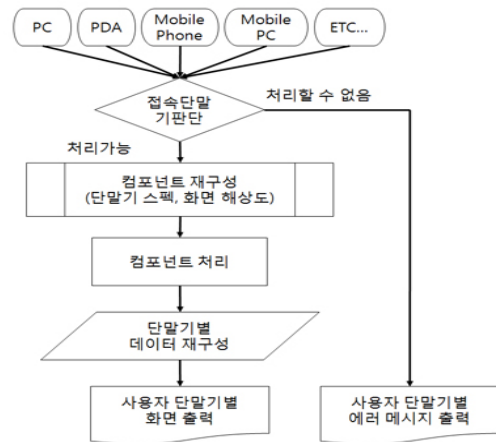 PC
PDA
Mobile
Phone
Mobile
PC
ETC...
접속단말
기판단
처리할 수 없음
처리가능
컴포넌트 재구성
(단말기 스펙, 화면 해상도)
컴포넌트 처리
단말기별
데이터 재구성
사용자 단말기별
화면 출력
사용자 단말기별
에러 메시지 출력